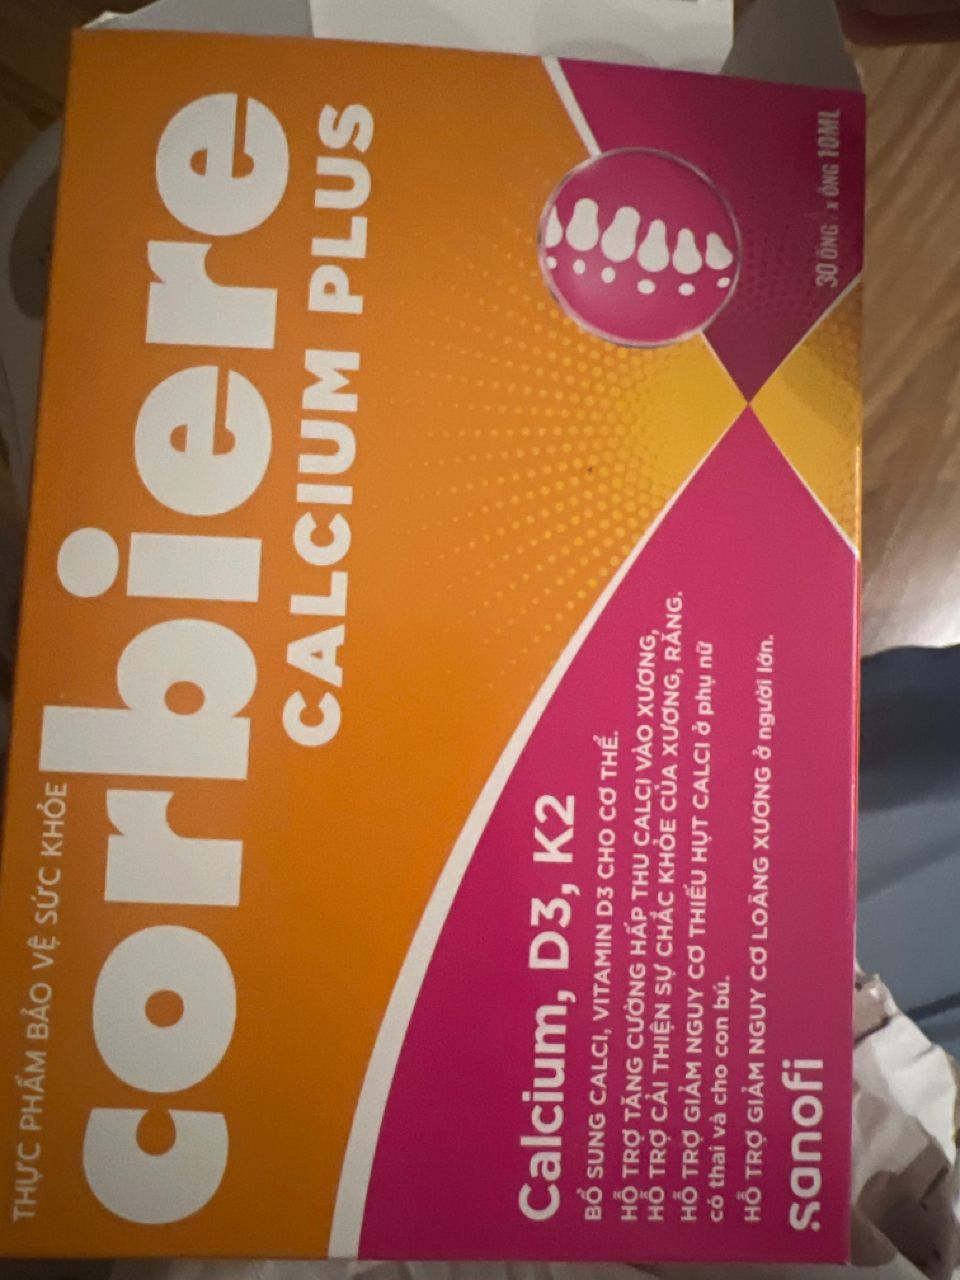 THỰC PHẨM BẢO VỆ SỨC KHỎE
corbiere
CALCIUM PLUS
Calcium, D3, K2
BỔ SUNG CALCI, VITAMIN D3 CHO CƠ THỂ.
HỖ TRỢ TĂNG CƯỜNG HẤP THU CALCI VÀO XƯƠNG,
HỖ TRỢ CẢI THIỆN SỰ CHẮC KHỎE CỦA XƯƠNG, RĂNG.
HỖ TRỢ GIẢM NGUY CƠ THIẾU HỤT CALCI ở phụ nữ
có thai và cho con bú.
HỖ TRỢ GIẢM NGUY CƠ LOÃNG XƯƠNG ở người lớn.
sanofi
30 ỐNG x ỐNG 10ML